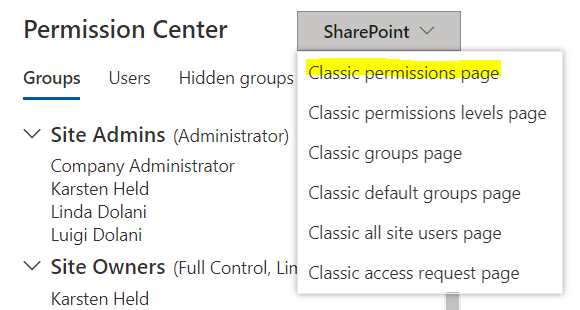 Permission Center
SharePoint
Groups Users Hidden groups
Classic permissions page
Classic permissions levels page
Classic groups page
Classic default groups page
Classic all site users page
Classic access request page
Site Admins (Administrator)
Company Administrator
Karsten Held
Linda Dolani
Luigi Dolani
Site Owners (Full Control, Lim
Karsten Held